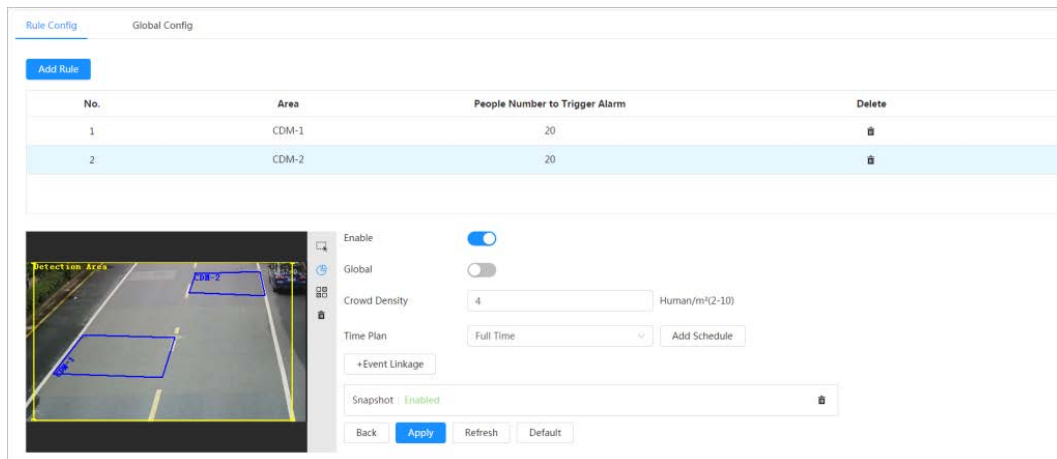 Rule Config Global Config
Add Rule
No. Area People Number to Trigger Alarm Delete
1 CDM-1 20
2 CDM-2 20
Detection Area
CDM-2
CDM-1
Enable
Global
Crowd Density 4 Human/m²(2-10)
Time Plan Full Time Add Schedule
+Event Linkage
Snapshot Enabled
Back Apply Refresh Default